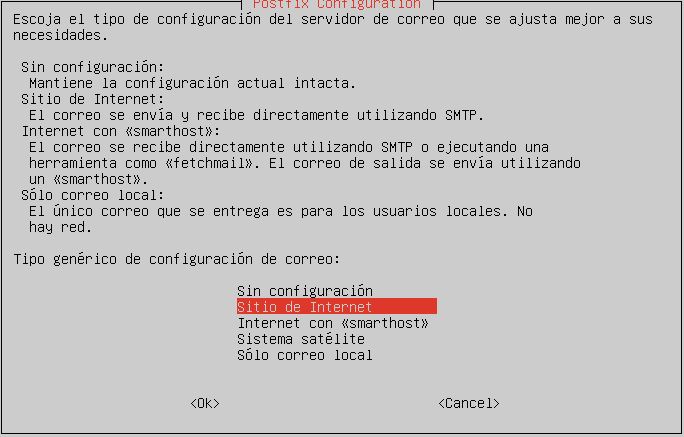 Postfix Configuration
Escoja el tipo de configuración del servidor de correo que se ajusta mejor a sus
necesidades.
Sin configuración:
Mantiene la configuración actual intacta.
Sitio de Internet:
El correo se envía y recibe directamente utilizando SMTP.
Internet con «smarthost»:
El correo se recibe directamente utilizando SMTP o ejecutando una
herramienta como «fetchmail». El correo de salida se envía utilizando
un «smarthost».
Sólo correo local:
El único correo que se entrega es para los usuarios locales. No
hay red.
Tipo genérico de configuración de correo:
Sin configuración
Sitio de Internet
Internet con «smarthost»
Sistema satélite
Sólo correo local
<Ok> <Cancel>